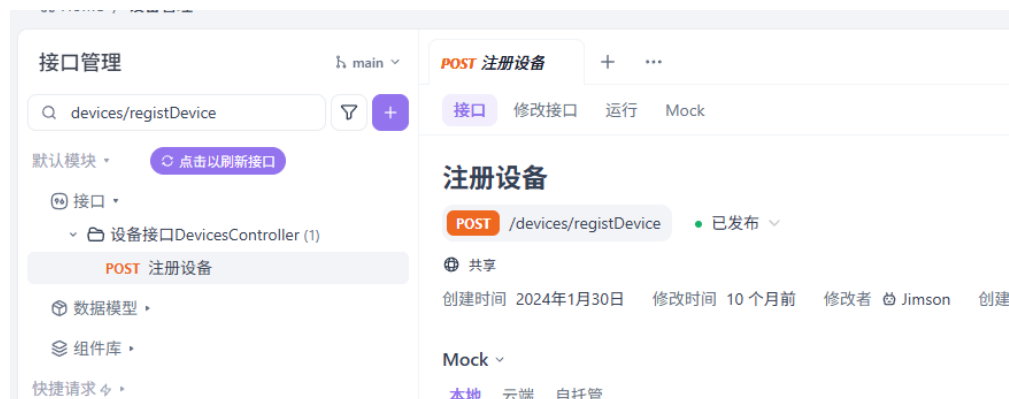 Home / 设备管理
接口管理
main
devices/registDevice
默认模块
点击以刷新接口
接口
设备接口DevicesController (1)
POST 注册设备
数据模型
组件库
快捷请求
POST 注册设备
接口 修改接口 运行 Mock
注册设备
POST /devices/registDevice 已发布
共享
创建时间 2024年1月30日 修改时间 10 个月前 修改者 Jimson 创建
Mock
本地 云端 自托管